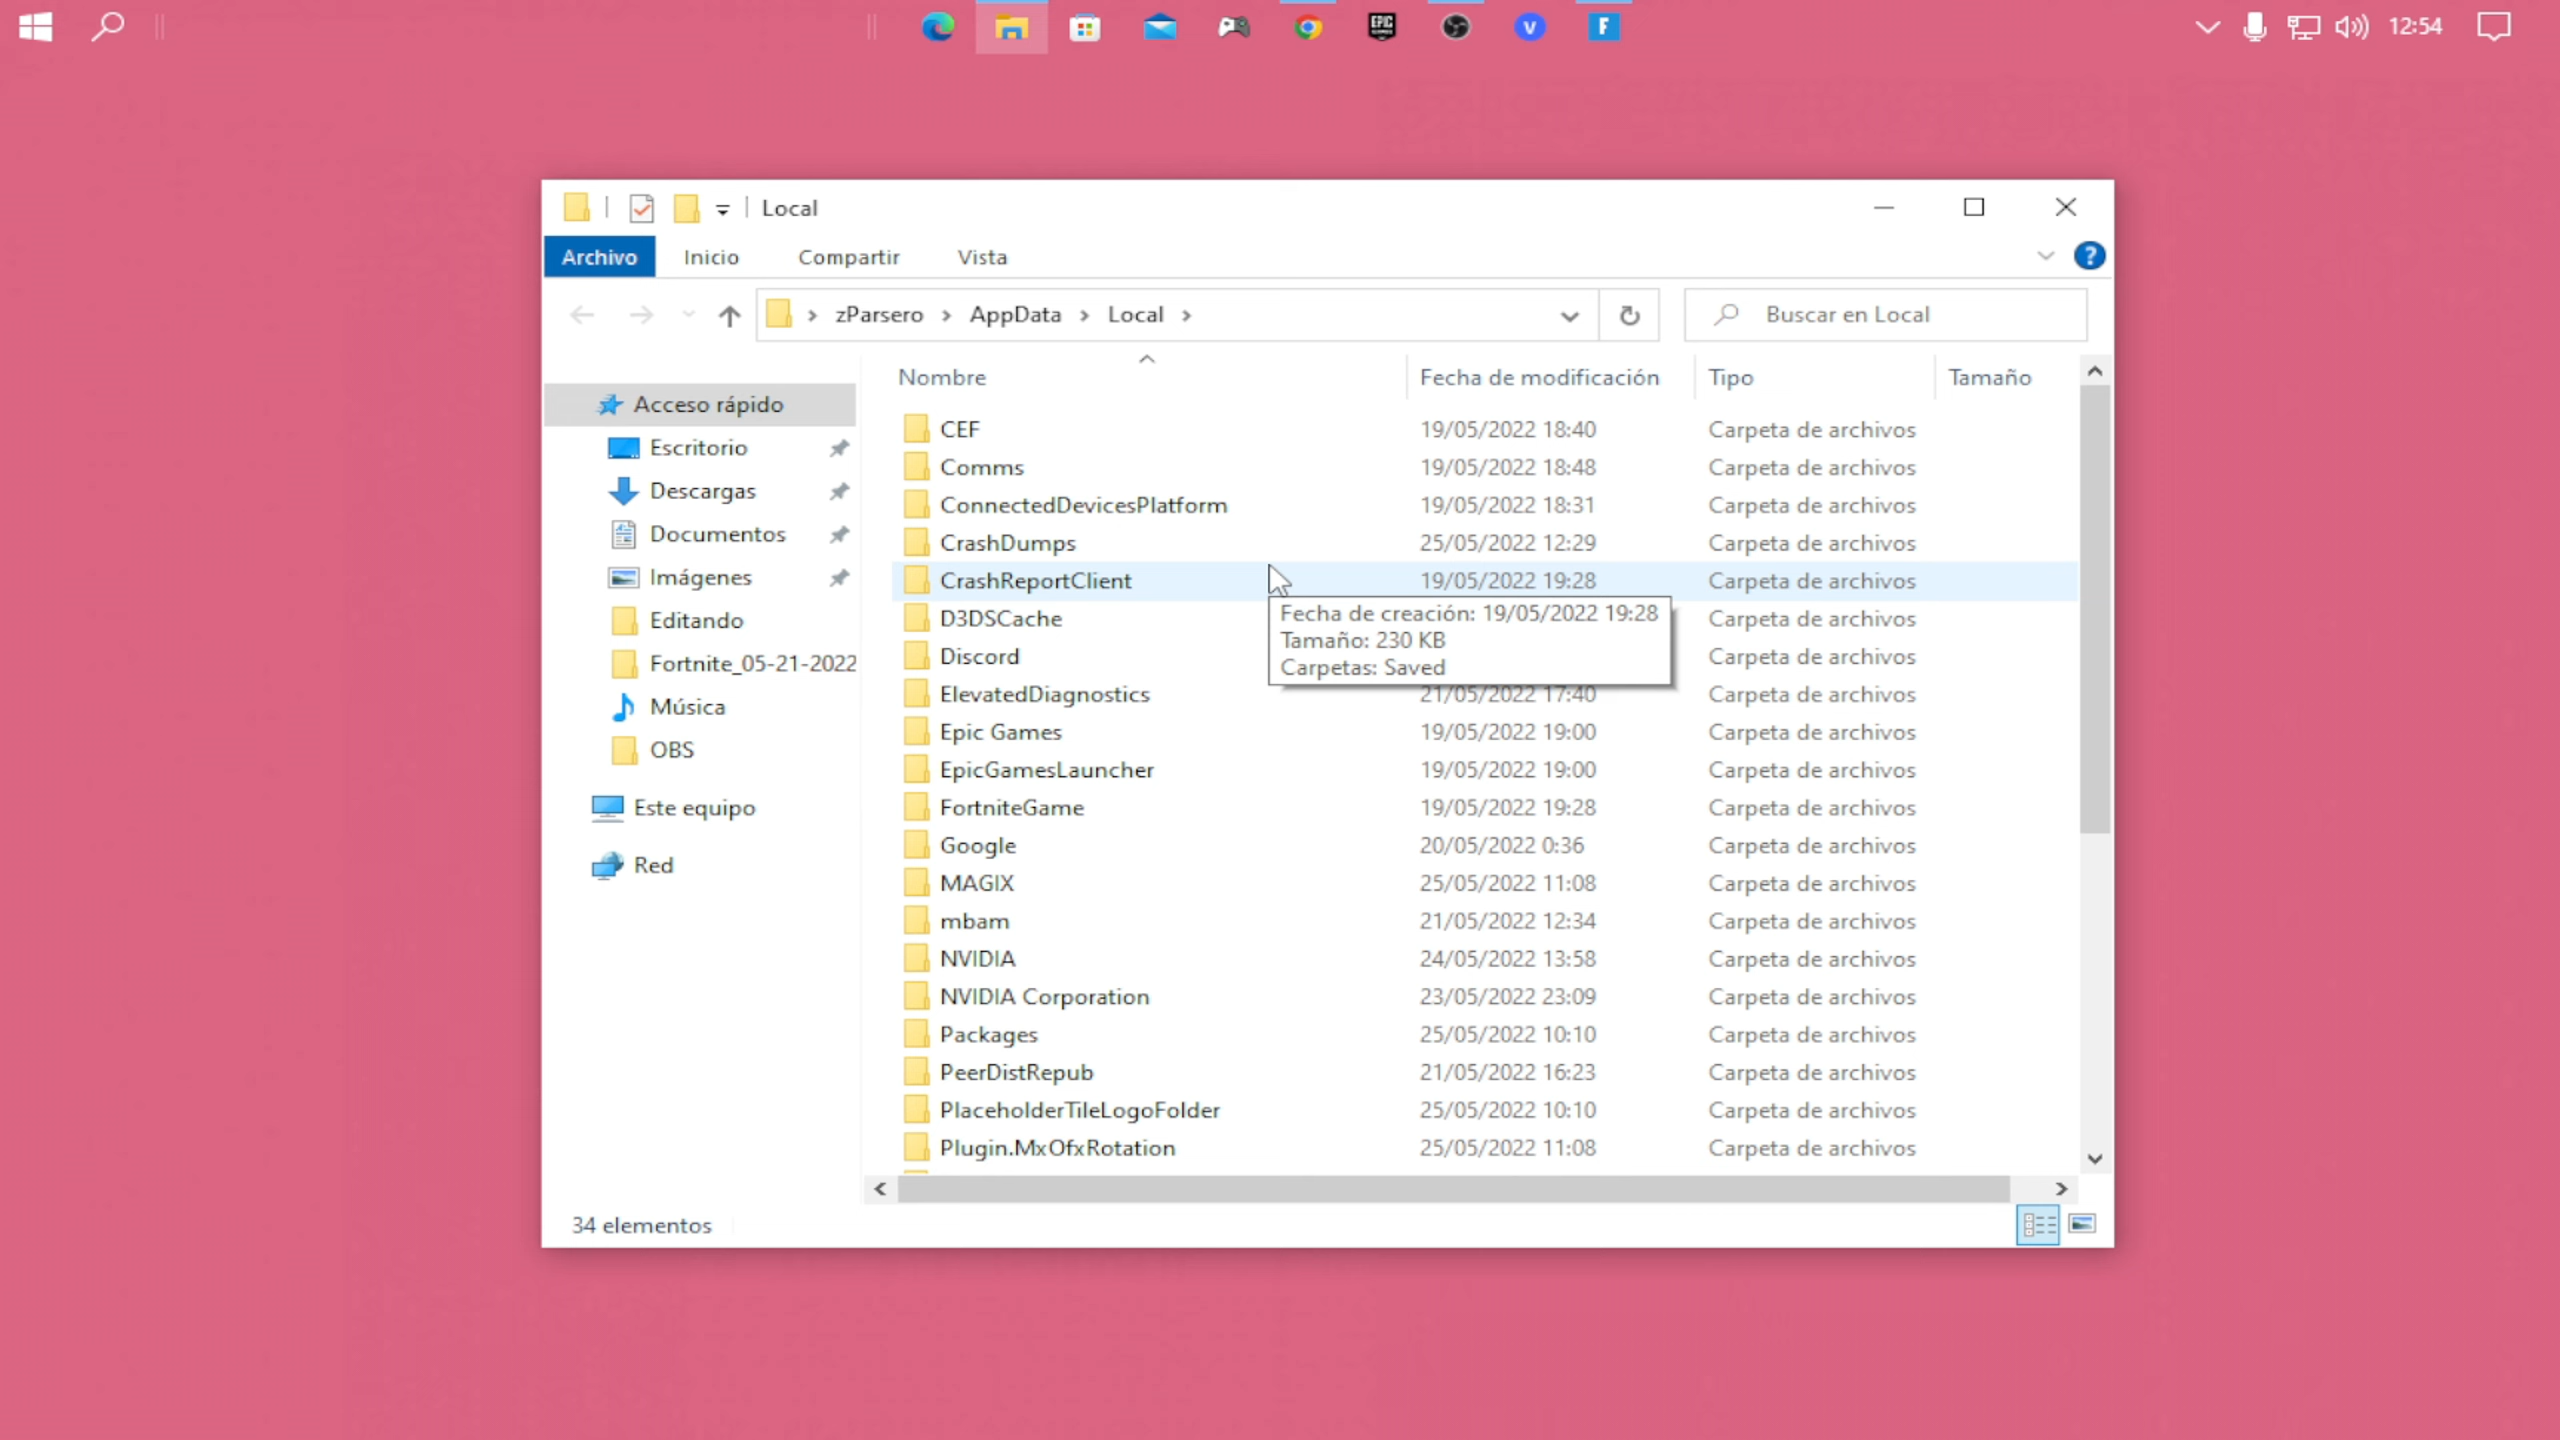 12:54
EPIC GAMES
V
F
Local
Archivo Inicio Compartir Vista
?
zParsero AppData Local
Buscar en Local
Nombre Fecha de modificación Tipo Tamaño
Acceso rápido
Escritorio
Descargas
Documentos
Imágenes
Editando
Fortnite_05-21-2022
Música
OBS
Este equipo
Red
CEF 19/05/2022 18:40 Carpeta de archivos
Comms 19/05/2022 18:48 Carpeta de archivos
ConnectedDevicesPlatform 19/05/2022 18:31 Carpeta de archivos
CrashDumps 25/05/2022 12:29 Carpeta de archivos
CrashReportClient 19/05/2022 19:28 Carpeta de archivos
D3DSCache Carpeta de archivos
Discord Carpeta de archivos
ElevatedDiagnostics 21/05/2022 17:40 Carpeta de archivos
Epic Games 19/05/2022 19:00 Carpeta de archivos
EpicGamesLauncher 19/05/2022 19:00 Carpeta de archivos
FortniteGame 19/05/2022 19:28 Carpeta de archivos
Google 20/05/2022 0:36 Carpeta de archivos
MAGIX 25/05/2022 11:08 Carpeta de archivos
mbam 21/05/2022 12:34 Carpeta de archivos
NVIDIA 24/05/2022 13:58 Carpeta de archivos
NVIDIA Corporation 23/05/2022 23:09 Carpeta de archivos
Packages 25/05/2022 10:10 Carpeta de archivos
PeerDistRepub 21/05/2022 16:23 Carpeta de archivos
PlaceholderTileLogoFolder 25/05/2022 10:10 Carpeta de archivos
Plugin.MxOfxRotation 25/05/2022 11:08 Carpeta de archivos
Fecha de creación: 19/05/2022 19:28
Tamaño: 230 KB
Carpetas: Saved
34 elementos